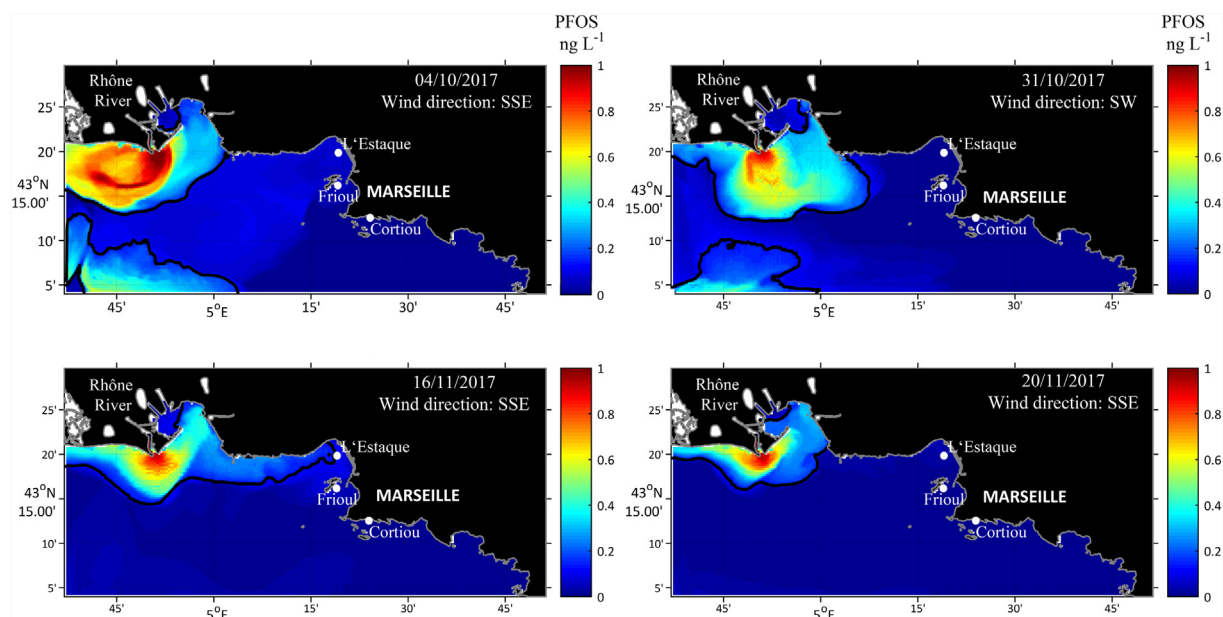 PFOS
ng L-1
PFOS
ng L-1
Rhône
River
04/10/2017
Wind direction: SSE
25'
20'
43°N
15.00'
10'
5'
45'
5°E
15'
30'
45'
L'Estaque
Frioul
MARSEILLE
Cortiou
1
0.8
0.6
0.4
0.2
0
Rhône
River
31/10/2017
Wind direction: SW
25'
20'
43°N
15.00'
10'
5'
45'
5°E
15'
30'
45'
L'Estaque
Frioul
MARSEILLE
Cortiou
1
0.8
0.6
0.4
0.2
0
Rhône
River
16/11/2017
Wind direction: SSE
25'
20'
43°N
15.00'
10'
5'
45'
5°E
15'
30'
45'
L'Estaque
Frioul
MARSEILLE
Cortiou
1
0.8
0.6
0.4
0.2
0
Rhône
River
20/11/2017
Wind direction: SSE
25'
20'
43°N
15.00'
10'
5'
45'
5°E
15'
30'
45'
L'Estaque
Frioul
MARSEILLE
Cortiou
1
0.8
0.6
0.4
0.2
0